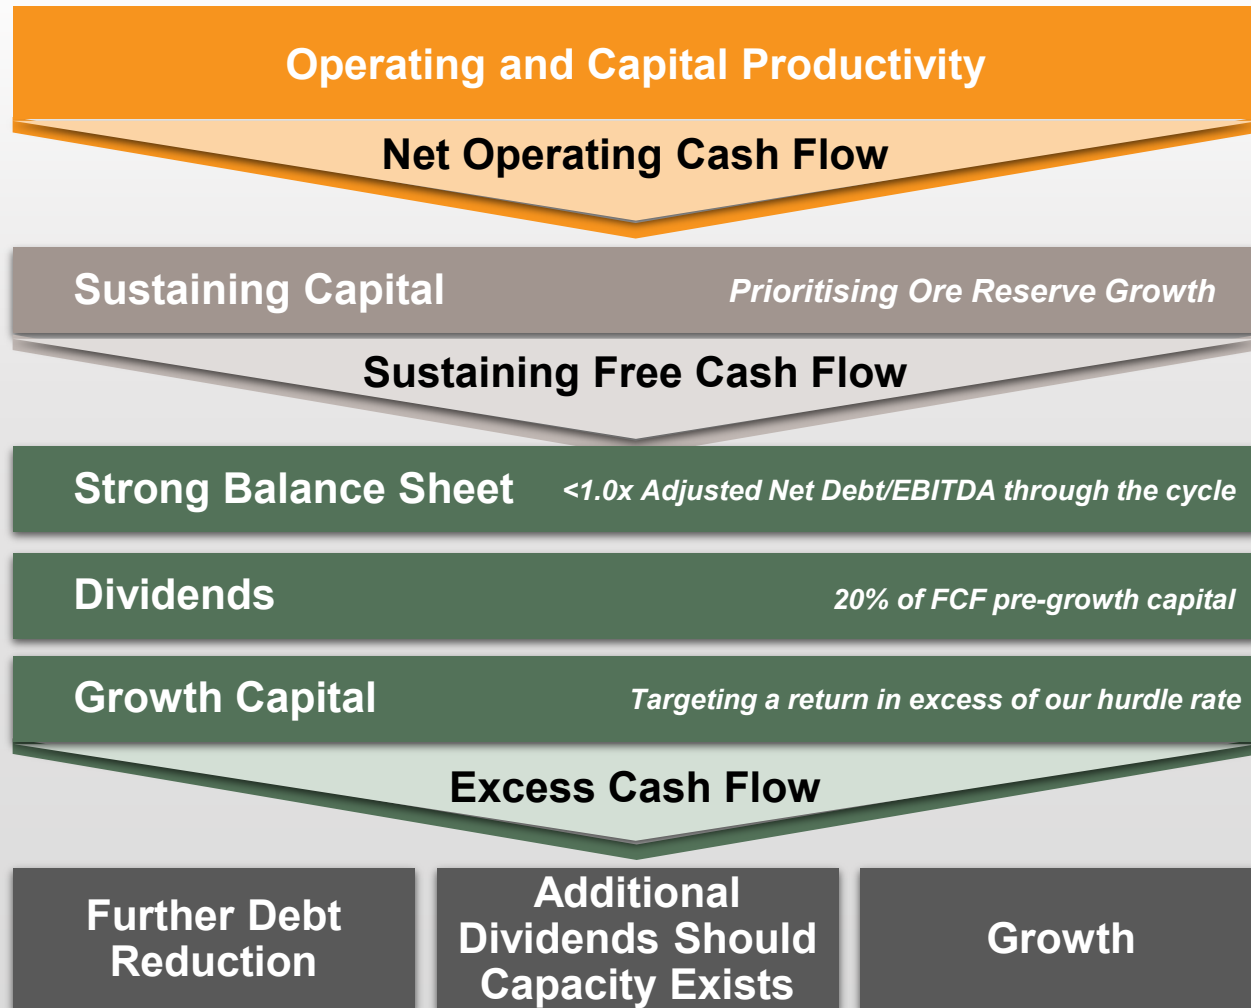 Operating and Capital Productivity
Net Operating Cash Flow
Sustaining Capital
Prioritising Ore Reserve Growth
Sustaining Free Cash Flow
Strong Balance Sheet
<1.0x Adjusted Net Debt/EBITDA through the cycle
Dividends
20% of FCF pre-growth capital
Growth Capital
Targeting a return in excess of our hurdle rate
Excess Cash Flow
Further Debt
Reduction
Additional
Dividends Should
Capacity Exists
Growth